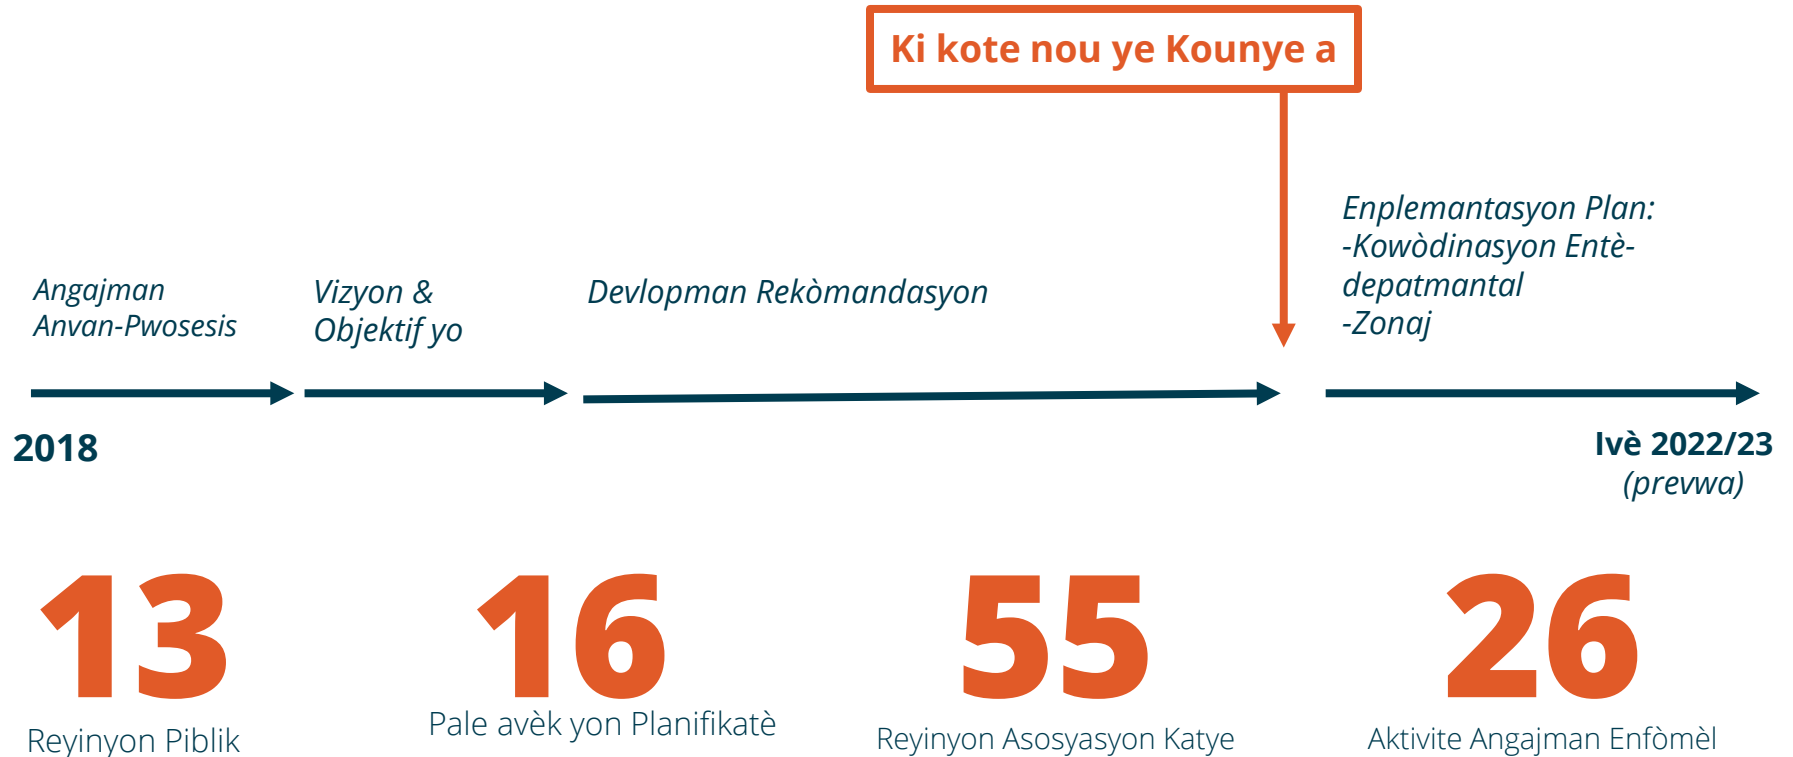 Ki kote nou ye Kounye a
Angajman
Anvan-Pwosesis
Vizyon &
Objektif yo
Devlopman Rekòmandasyon
Enplemantasyon Plan:
-Kowòdinasyon Entè-
depatmantal
-Zonaj
2018
Ivè 2022/23
(prevwa)
13
Reyinyon Piblik
16
Pale avèk yon Planifikatè
55
Reyinyon Asosyasyon Katye
26
Aktivite Angajman Enfòmèl